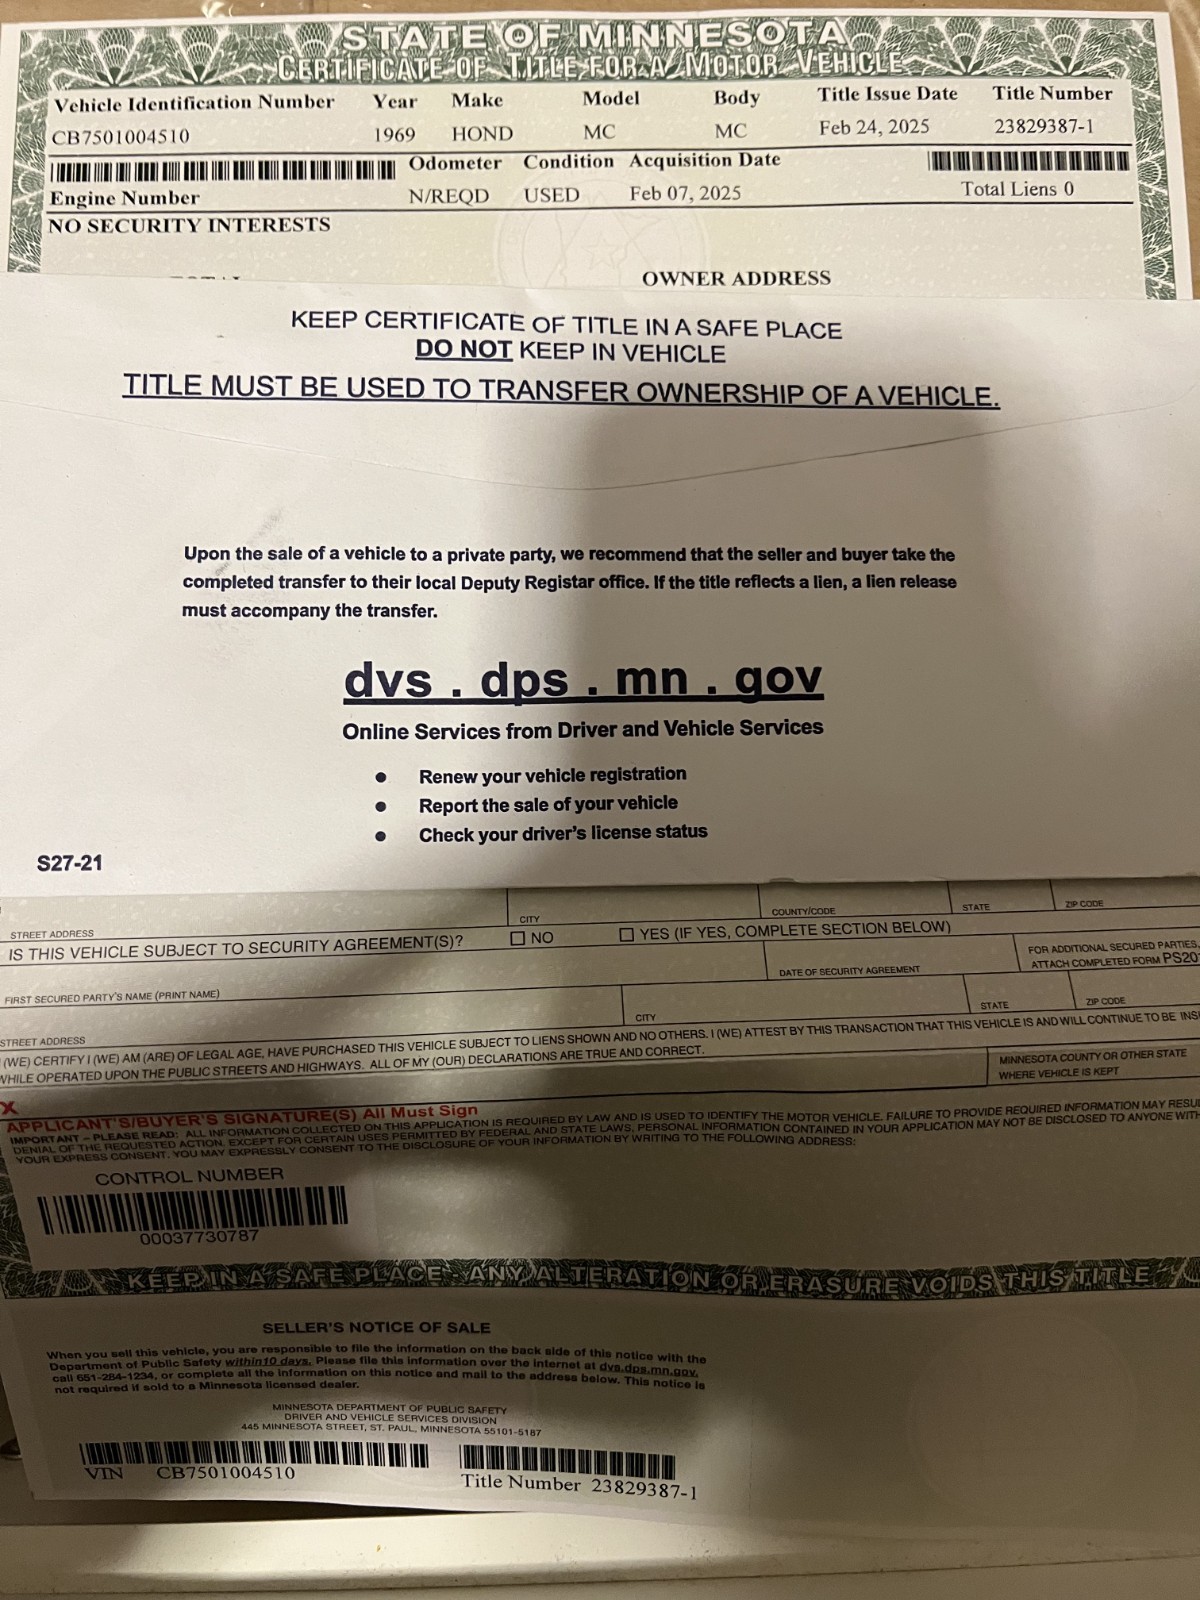 STATE OF MINNESOTA
CERTIFICATE OF TITLE FOR A MOTOR VEHICLE
Vehicle Identification Number Year Make Model Body Title Issue Date Title Number
CB7501004510 1969 HOND MC MC Feb 24, 2025 23829387-1
Odometer Condition Acquisition Date
Engine Number N/REQD USED Feb 07, 2025 Total Liens 0
NO SECURITY INTERESTS
OWNER ADDRESS
KEEP CERTIFICATE OF TITLE IN A SAFE PLACE
DO NOT KEEP IN VEHICLE
TITLE MUST BE USED TO TRANSFER OWNERSHIP OF A VEHICLE.
Upon the sale of a vehicle to a private party, we recommend that the seller and buyer take the
completed transfer to their local Deputy Registar office. If the title reflects a lien, a lien release
must accompany the transfer.
dvs . dps . mn . gov
Online Services from Driver and Vehicle Services
● Renew your vehicle registration
● Report the sale of your vehicle
● Check your driver's license status
S27-21
STREET ADDRESS CITY COUNTY/CODE STATE ZIP CODE
IS THIS VEHICLE SUBJECT TO SECURITY AGREEMENT(S)? ☐ NO ☐ YES (IF YES, COMPLETE SECTION BELOW)
FIRST SECURED PARTY'S NAME (PRINT NAME) DATE OF SECURITY AGREEMENT FOR ADDITIONAL SECURED PARTIES,
ATTACH COMPLETED FORM PS20
STREET ADDRESS CITY STATE ZIP CODE
(WE) CERTIFY I (WE) AM (ARE) OF LEGAL AGE, HAVE PURCHASED THIS VEHICLE SUBJECT TO LIENS SHOWN AND NO OTHERS. I (WE) ATTEST BY THIS TRANSACTION THAT THIS VEHICLE IS AND WILL CONTINUE TO BE INS
WHILE OPERATED UPON THE PUBLIC STREETS AND HIGHWAYS. ALL OF MY (OUR) DECLARATIONS ARE TRUE AND CORRECT.
MINNESOTA COUNTY OR OTHER STATE
WHERE VEHICLE IS KEPT
X
APPLICANT'S/BUYER'S SIGNATURE(S) All Must Sign
IMPORTANT – PLEASE READ: ALL INFORMATION COLLECTED ON THIS APPLICATION IS REQUIRED BY LAW AND IS USED TO IDENTIFY THE MOTOR VEHICLE. FAILURE TO PROVIDE REQUIRED INFORMATION MAY RESU
DENIAL OF THE REQUESTED ACTION. EXCEPT FOR CERTAIN USES PERMITTED BY FEDERAL AND STATE LAWS, PERSONAL INFORMATION CONTAINED IN YOUR APPLICATION MAY NOT BE DISCLOSED TO ANYONE WITH
YOUR EXPRESS CONSENT. YOU MAY EXPRESSLY CONSENT TO THE DISCLOSURE OF YOUR INFORMATION BY WRITING TO THE FOLLOWING ADDRESS:
CONTROL NUMBER
00037730787
KEEP IN A SAFE PLACE - ANY ALTERATION OR ERASURE VOIDS THIS TITLE
SELLER'S NOTICE OF SALE
When you sell this vehicle, you are responsible to file the information on the back side of this notice with the
Department of Public Safety within10 days. Please file this information over the internet at dvs.dps.mn.gov,
call 651-284-1234, or complete all the information on this notice and mail to the address below. This notice is
not required if sold to a Minnesota licensed dealer.
MINNESOTA DEPARTMENT OF PUBLIC SAFETY
DRIVER AND VEHICLE SERVICES DIVISION
445 MINNESOTA STREET, ST. PAUL, MINNESOTA 55101-5187
VIN CB7501004510 Title Number 23829387-1